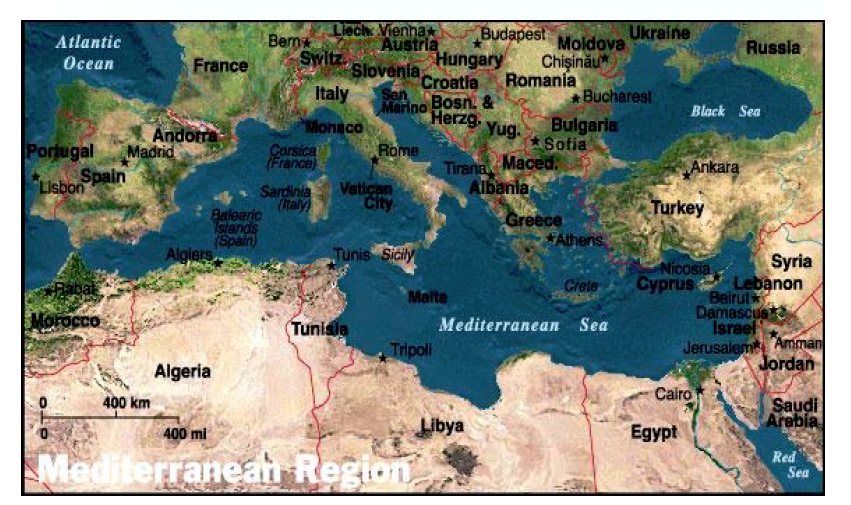 Atlantic
Ocean
France
Bern
Liech.
Vienna
Austria
Switz.
Slovenia
Budapest
Hungary
Moldova
Chişinău
Ukraine
Russia
Croatia
Romania
Italy
San
Marino
Bosn. &
Herzg.
Bucharest
Black Sea
Monaco
Yug.
Bulgaria
Sofia
Andorra
Portugal
Madrid
Spain
Lisbon
Corsica
(France)
Rome
Vatican
City
Sardinia
(Italy)
Tirana
Maced.
Albania
Ankara
Turkey
Balearic
Islands
(Spain)
Greece
Athens
Algiers
Tunis
Sicily
Nicosia
Cyprus
Syria
Lebanon
Beirut
Damascus
Israel
Jerusalem
Amman
Jordan
Rabat
Morocco
Malta
Crete
Mediterranean Sea
Tunisia
Tripoli
Algeria
Cairo
Saudi
Arabia
0 400 km
0 400 mi
Libya
Egypt
Red
Sea
Mediterranean Region